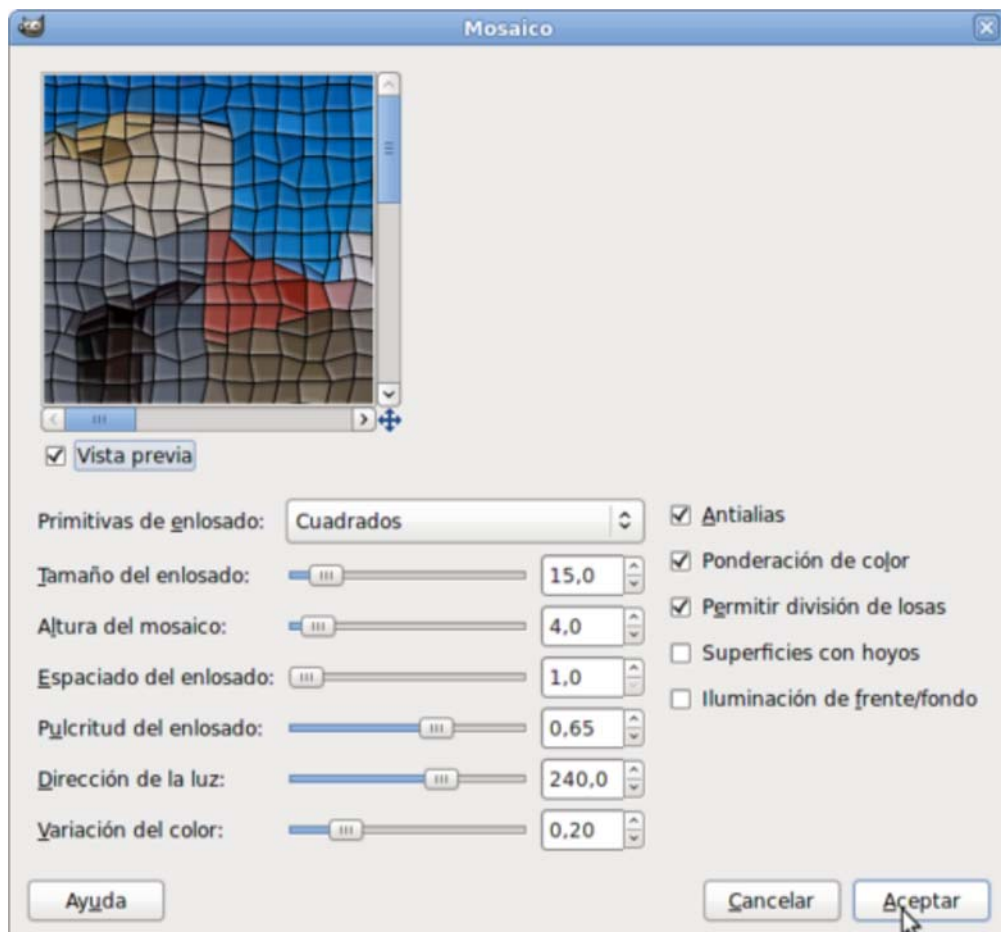 Mosaico
Vista previa
Primitivas de enlosado: Cuadrados
Antialias
Tamaño del enlosado: 15,0
Ponderación de color
Altura del mosaico: 4,0
Permitir división de losas
Espaciado del enlosado: 1,0
Superficies con hoyos
Pulcritud del enlosado: 0,65
Iluminación de frente/fondo
Dirección de la luz: 240,0
Variación del color: 0,20
Ayuda
Cancelar
Aceptar